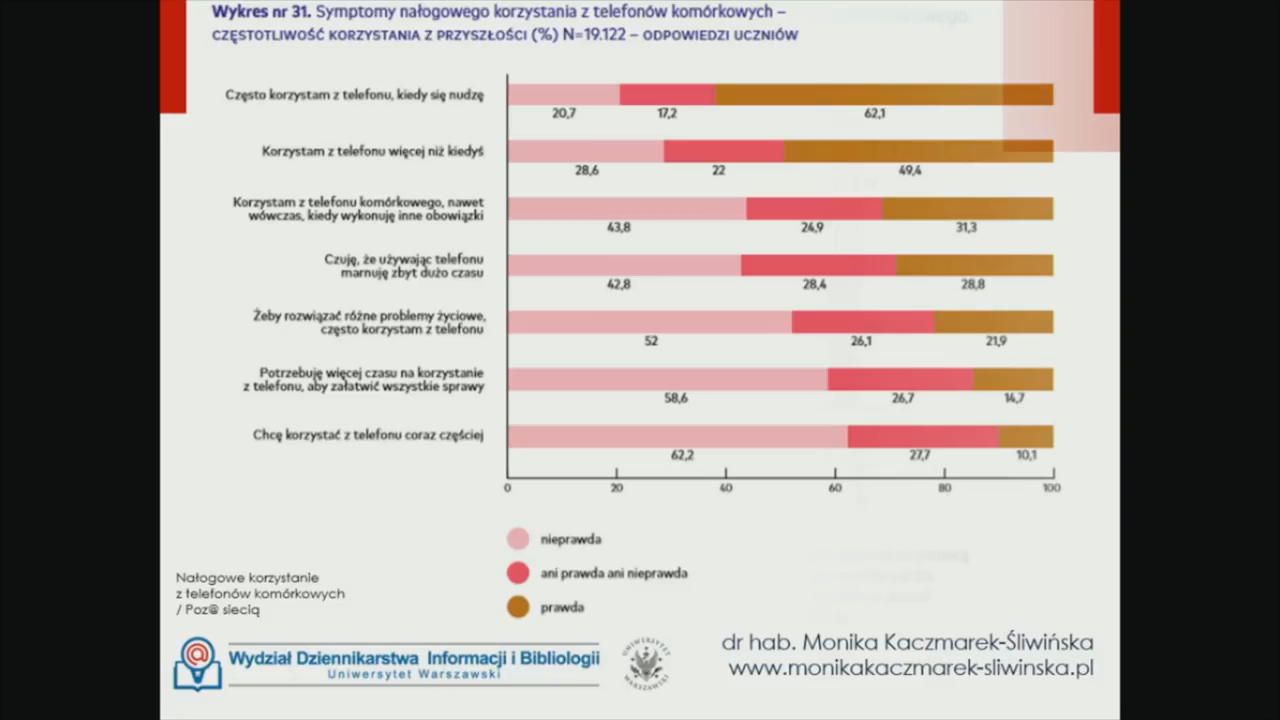 Wykres nr 31. Symptomy nałogowego korzystania z telefonów komórkowych –
CZĘSTOTLIWOŚĆ KORZYSTANIA Z PRZYSZŁOŚCI (%) N=19.122 – ODPOWIEDZI UCZNIÓW
Często korzystam z telefonu, kiedy się nudzę
20,7 17,2 62,1
Korzystam z telefonu więcej niż kiedyś
28,6 22 49,4
Korzystam z telefonu komórkowego, nawet
wówczas, kiedy wykonuję inne obowiązki
43,8 24,9 31,3
Czuję, że używając telefonu
marnuję zbyt dużo czasu
42,8 28,4 28,8
Żeby rozwiązać różne problemy życiowe,
często korzystam z telefonu
52 26,1 21,9
Potrzebuję więcej czasu na korzystanie
z telefonu, aby załatwić wszystkie sprawy
58,6 26,7 14,7
Chcę korzystać z telefonu coraz częściej
62,2 27,7 10,1
0 20 40 60 80 100
nieprawda
ani prawda ani nieprawda
prawda
Nałogowe korzystanie
z telefonów komórkowych
/ Poz@ siecią
Wydział Dziennikarstwa Informacji i Bibliologii
Uniwersytet Warszawski
UNIWERSYTET
WARSZAWSKI
dr hab. Monika Kaczmarek-Śliwińska
www.monikakaczmarek-sliwinska.pl